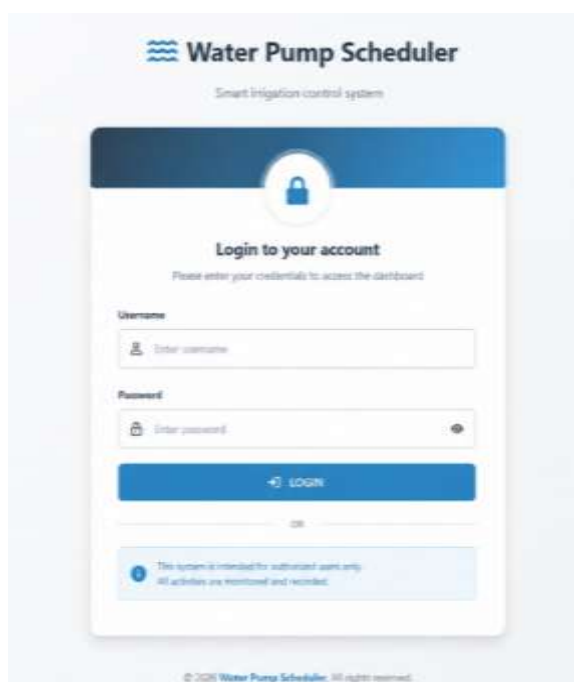 Water Pump Scheduler
Smart irrigation control system
Login to your account
Please enter your credentials to access the dashboard
Username
Enter username
Password
Enter password
LOGIN
OR
This system is intended for authorized users only.
All activities are monitored and recorded.
© Water Pump Scheduler. All rights reserved.